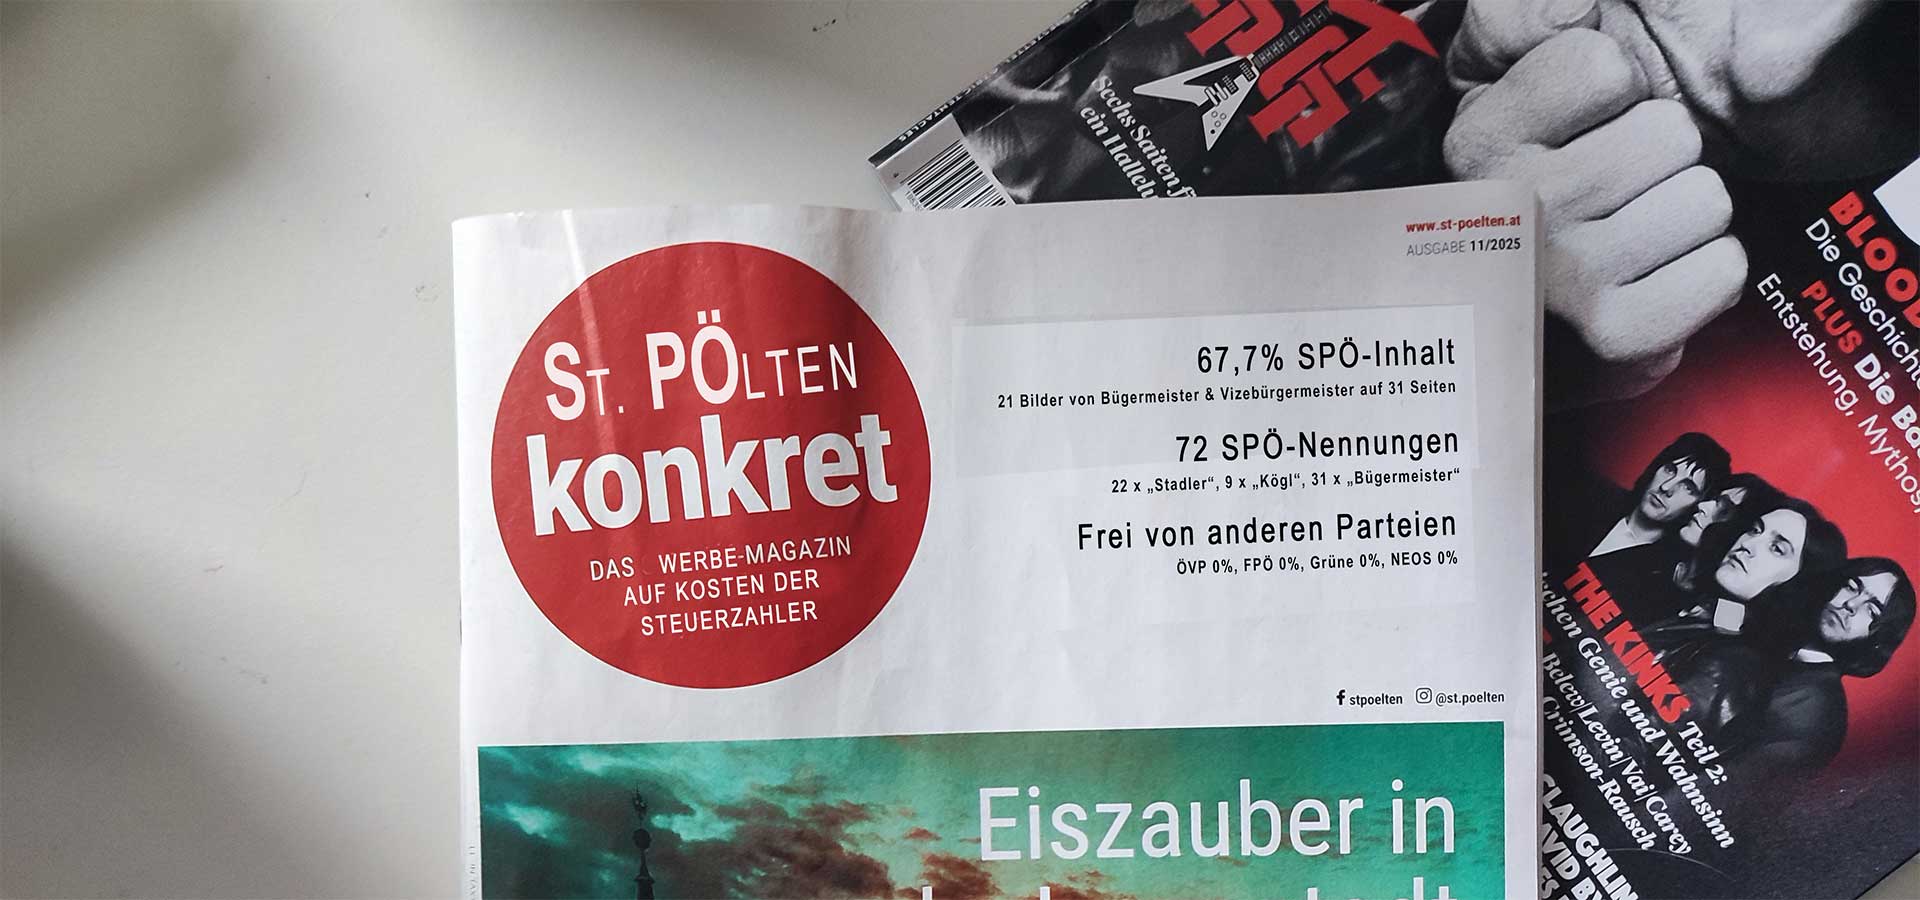 www.st-poelten.at
AUSGABE 11/2025
ST. PÖLTEN
konkret
DAS WERBE-MAGAZIN
AUF KOSTEN DER
STEUERZAHLER
67,7% SPÖ-Inhalt
21 Bilder von Bügermeister & Vizebürgermeister auf 31 Seiten
72 SPÖ-Nennungen
22 x „Stadler“, 9 x „Kögl“, 31 x „Bügermeister“
Frei von anderen Parteien
ÖVP 0%, FPÖ 0%, Grüne 0%, NEOS 0%
stpoelten @st.poelten
Eiszauber in
Sechs Saiten
ein
BLOOD
Die Geschichte
PLUS Die
Entstehung, Mythos,
THE KINKS Teil 2:
Genie und Wahnsinn
Belew/Levin/Vai/Carey
Crimson-Rausch